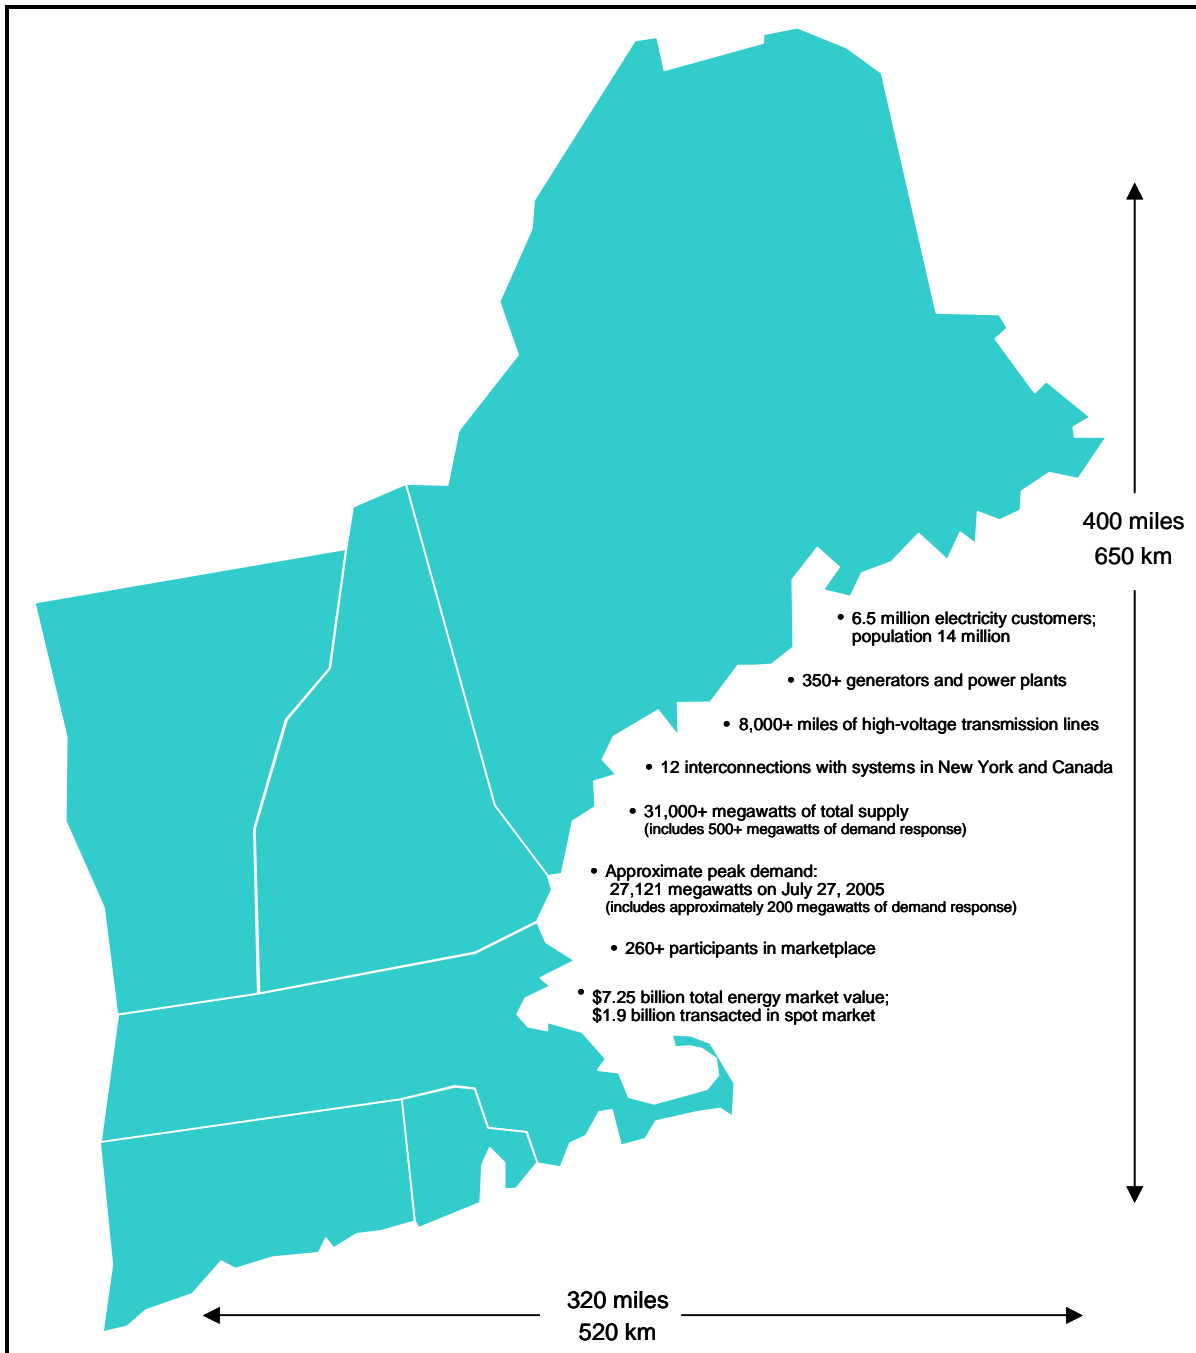 400 miles
650 km
• 6.5 million electricity customers;
population 14 million
• 350+ generators and power plants
• 8,000+ miles of high-voltage transmission lines
• 12 interconnections with systems in New York and Canada
• 31,000+ megawatts of total supply
(includes 500+ megawatts of demand response)
• Approximate peak demand:
27,121 megawatts on July 27, 2005
(includes approximately 200 megawatts of demand response)
• 260+ participants in marketplace
• $7.25 billion total energy market value;
$1.9 billion transacted in spot market
320 miles
520 km